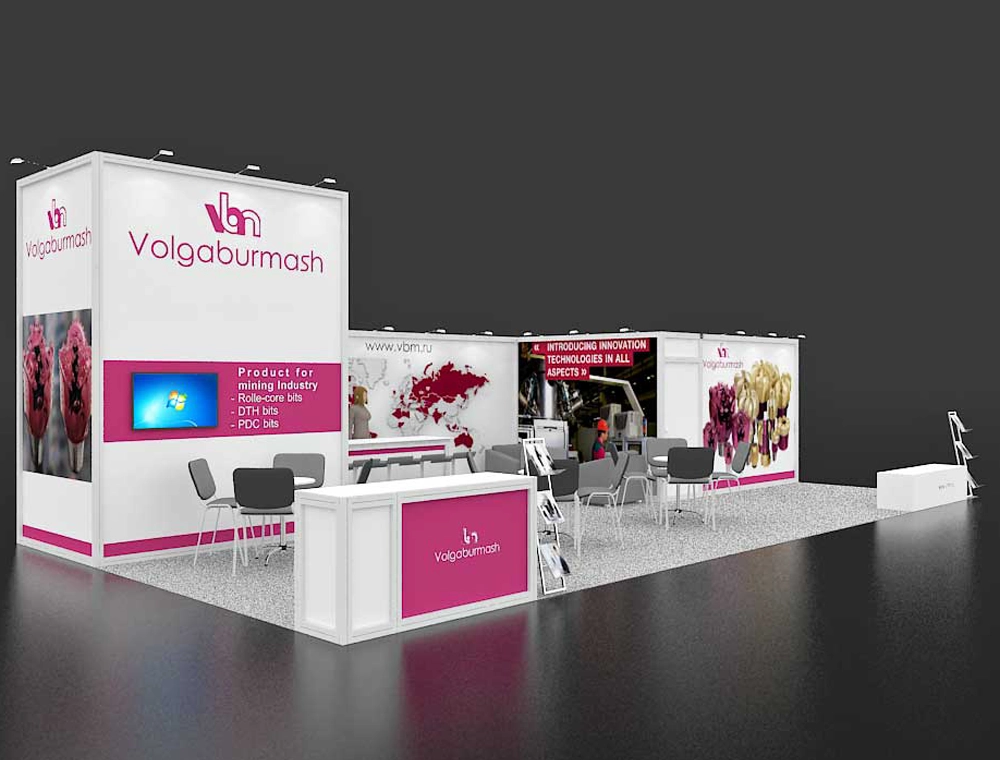 vbm
Volgaburmash
vbm
Volgaburmash
Product for
mining Industry
- Rolle-core bits
- DTH bits
- PDC bits
www.vbm.ru
« INTRODUCING INNOVATION
TECHNOLOGIES IN ALL
ASPECTS »
vbm
Volgaburmash
vbm
Volgaburmash